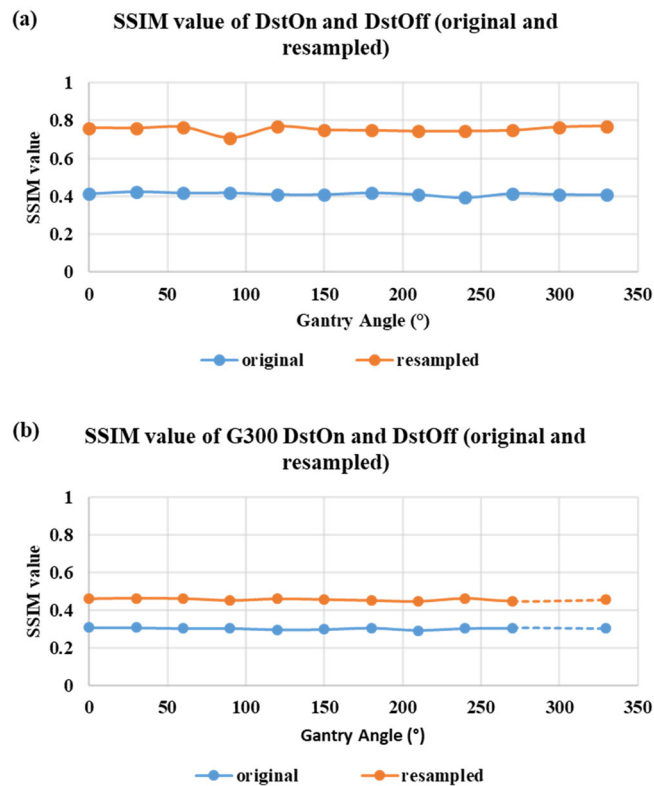 (a)
SSIM value of DstOn and DstOff (original and
resampled)
SSIM value
1
0.8
0.6
0.4
0.2
0
0 50 100 150 200 250 300 350
Gantry Angle (°)
original resampled
(b)
SSIM value of G300 DstOn and DstOff (original and
resampled)
SSIM value
1
0.8
0.6
0.4
0.2
0
0 50 100 150 200 250 300 350
Gantry Angle (°)
original resampled